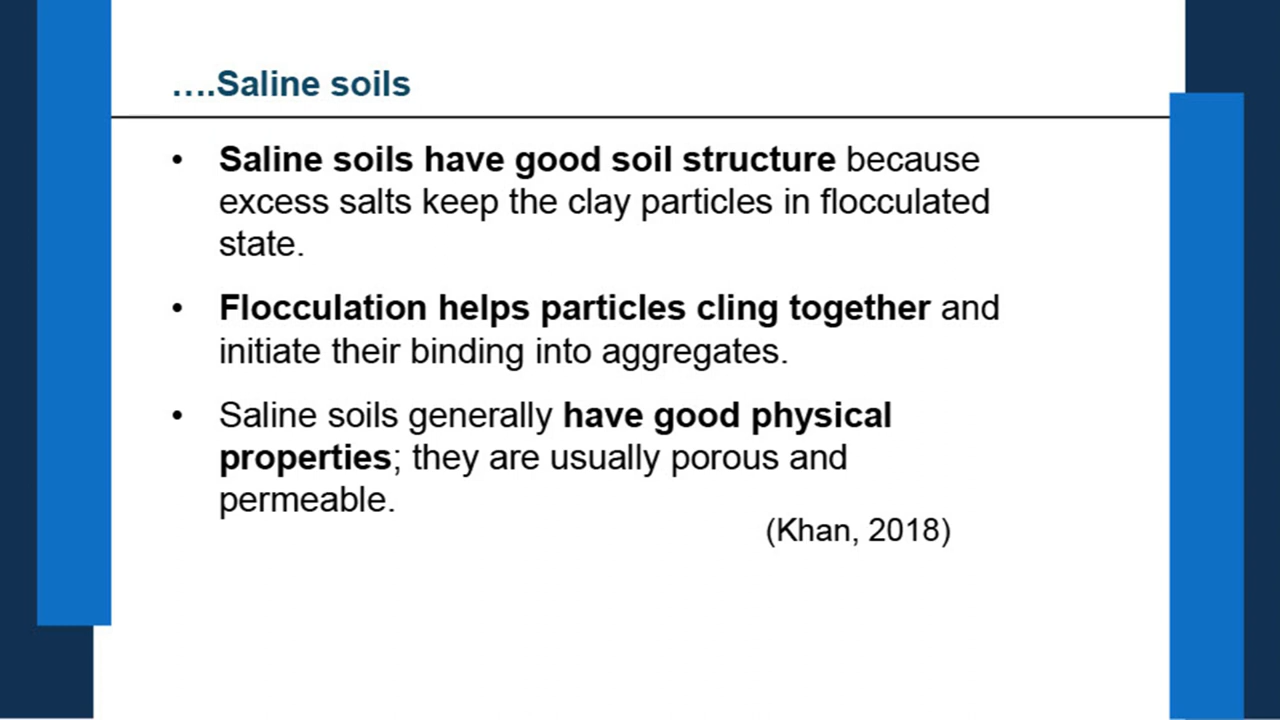 ….Saline soils
• Saline soils have good soil structure because
excess salts keep the clay particles in flocculated
state.
• Flocculation helps particles cling together and
initiate their binding into aggregates.
• Saline soils generally have good physical
properties; they are usually porous and
permeable.
(Khan, 2018)